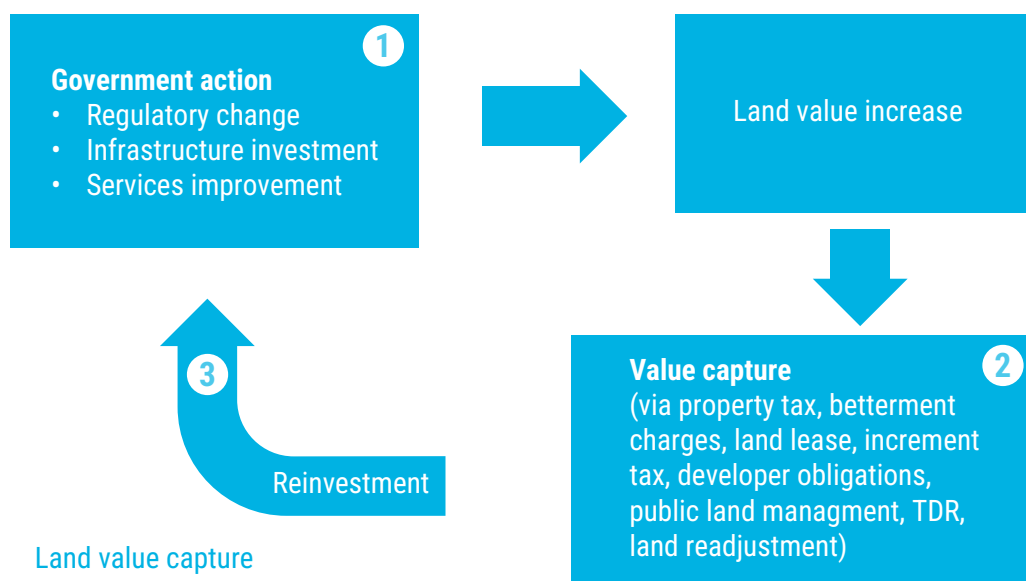 1
Government action
• Regulatory change
• Infrastructure investment
• Services improvement
Land value increase
2
Value capture
(via property tax, betterment
charges, land lease, increment
tax, developer obligations,
public land managment, TDR,
land readjustment)
3
Reinvestment
Land value capture